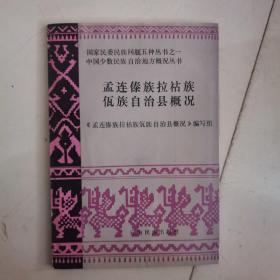 国家民委民族问题五种丛书之一
中国少数民族自治地方概况丛书
孟连傣族拉祜族
佤族自治县概况
《孟连傣族拉祜族佤族自治县概况》编写组